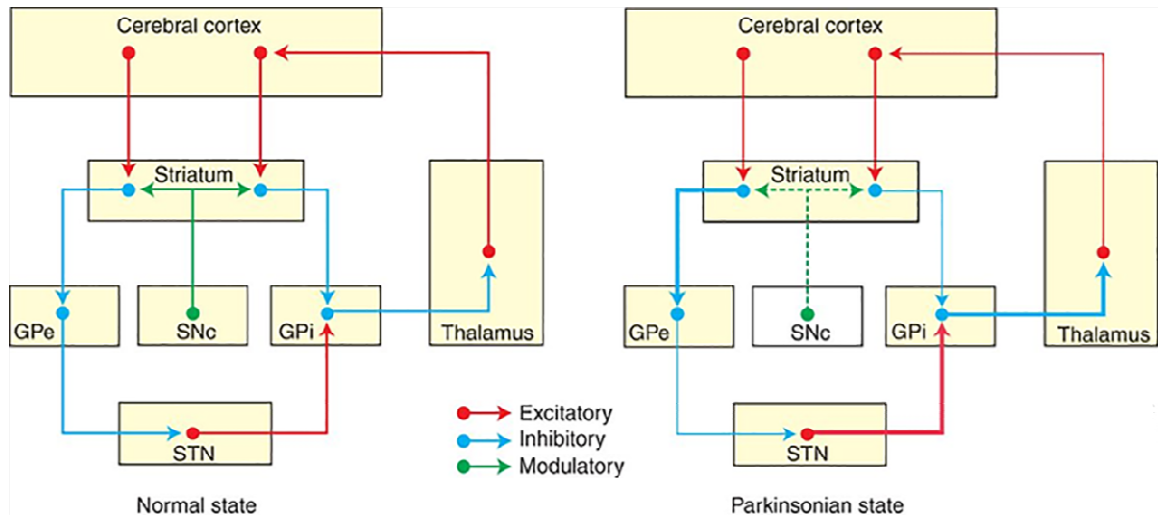 Cerebral cortex
Striatum
GPe
SNc
GPi
Thalamus
STN
Normal state
Excitatory
Inhibitory
Modulatory
Cerebral cortex
Striatum
GPe
SNc
GPi
Thalamus
STN
Parkinsonian state